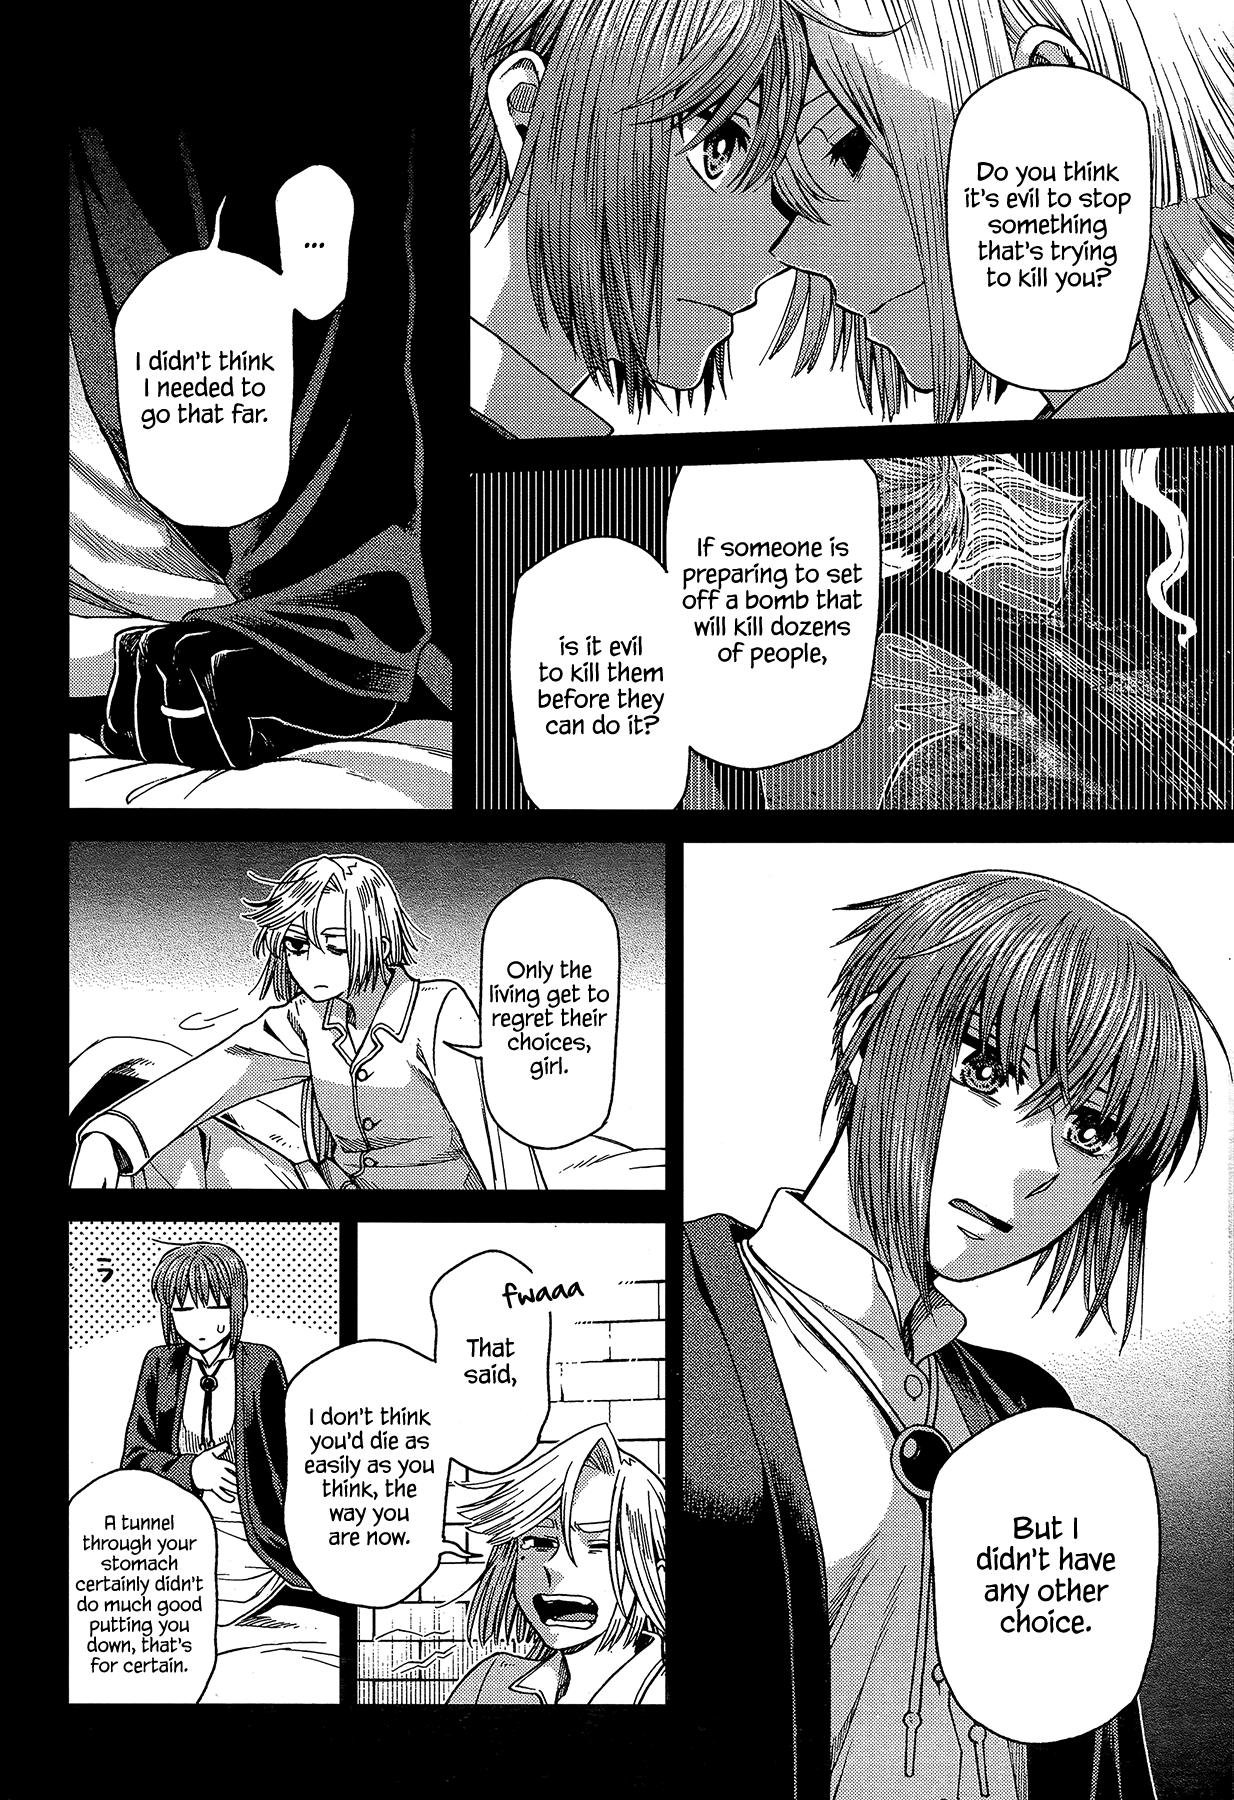 Do you think
it's evil to stop
something
that's trying
to kill you?
...
I didn't think
I needed to
go that far.
If someone is
preparing to set
off a bomb that
will kill dozens
of people,
is it evil
to kill them
before they
can do it?
But I
didn't have
any other
choice.
Only the
living get to
regret their
choices,
girl.
fwaaa
That
said,
I don't think
you'd die as
easily as you
think, the
way you
are now.
A tunnel
through your
stomach
certainly didn't
do much good
putting you
down, that's
for certain.